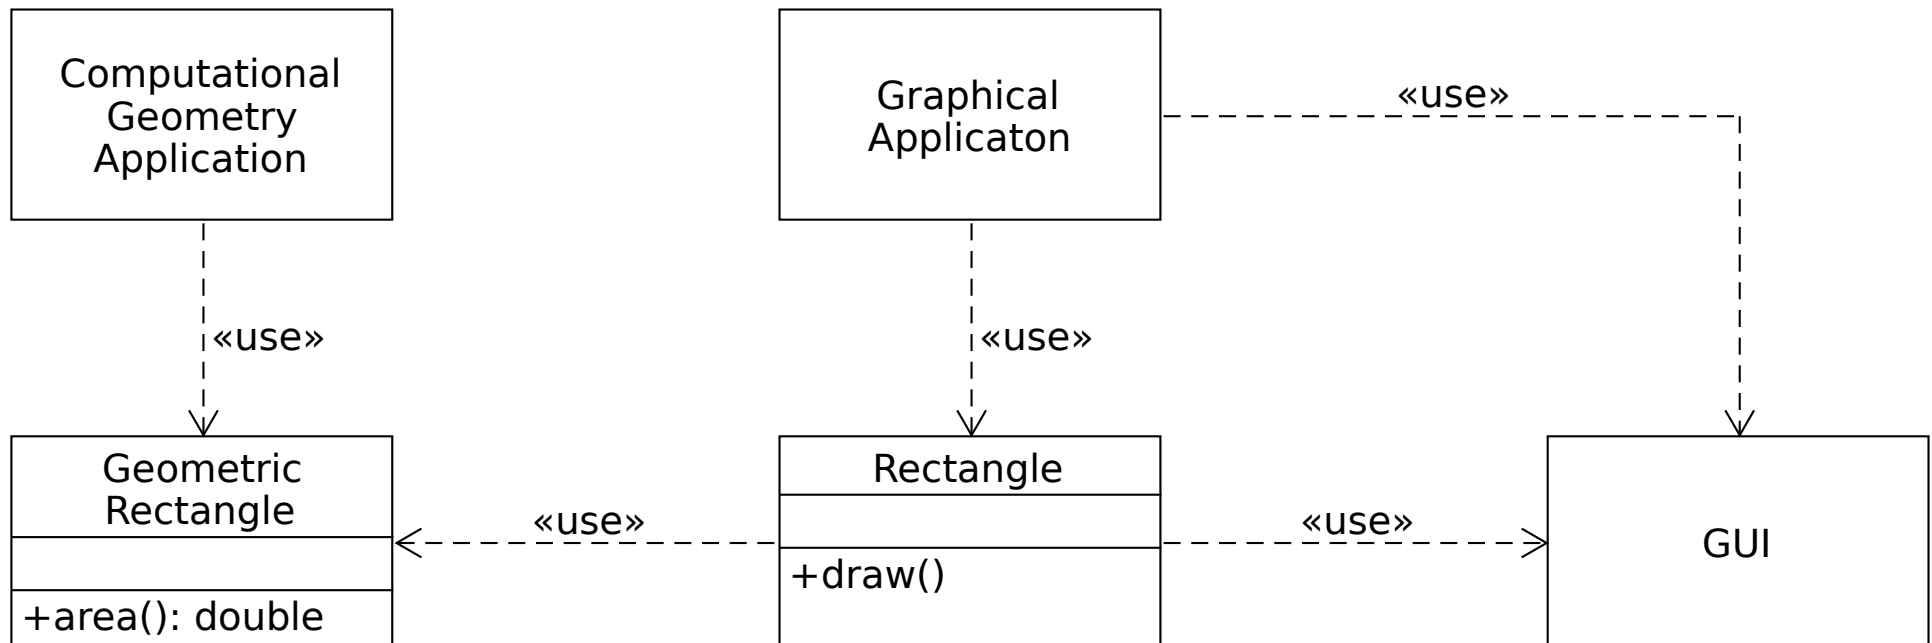 Computational
Geometry
Application
Graphical
Applicaton
«use»
«use»
«use»
Geometric
Rectangle
+area(): double
«use»
Rectangle
+draw()
«use»
GUI